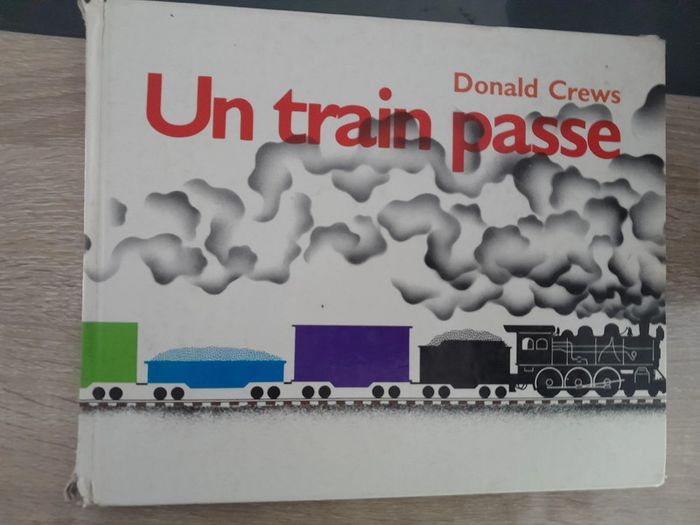 Donald Crews
Un train passe